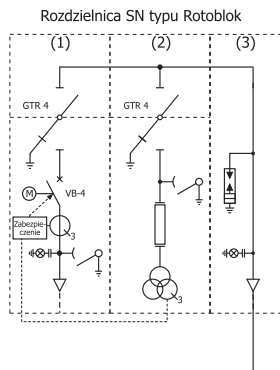 Rozdzielnica SN typu Rotoblok
(1)
(2)
(3)
GTR 4
GTR 4
M
VB-4
Zabezpie-
czenie
3
3